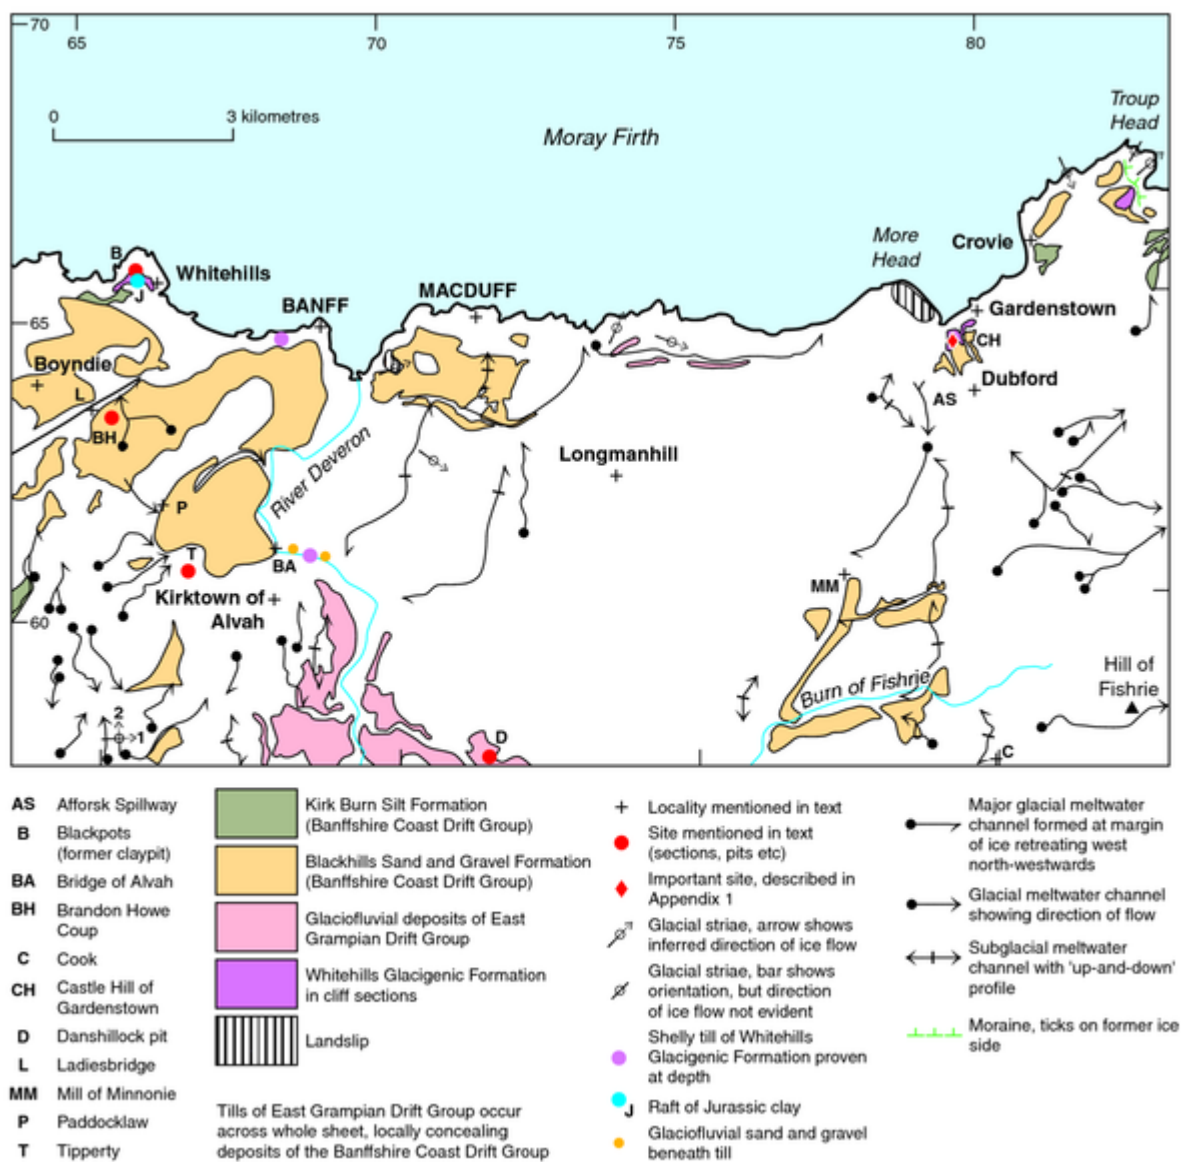 70
65
70
75
80
Troup
Head
0
3 kilometres
Moray Firth
More
Head
Crovie
B
Whitehills
J
BANFF
MACDUFF
Gardenstown
65
CH
Boyndie
Dubford
L
AS
BH
River Deveron
Longmanhill
P
T
BA
MM
Kirktown of
Alvah
60
Hill of
Fishrie
Burn of Fishrie
2
1
D
C
AS Afforsk Spillway
B Blackpots
(former claypit)
BA Bridge of Alvah
BH Brandon Howe
Coup
C Cook
CH Castle Hill of
Gardenstown
D Danshillock pit
L Ladiesbridge
MM Mill of Minnonie
P Paddocklaw
T Tipperty
Kirk Burn Silt Formation
(Banffshire Coast Drift Group)
Blackhills Sand and Gravel Formation
(Banffshire Coast Drift Group)
Glaciofluvial deposits of East
Grampian Drift Group
Whitehills Glacigenic Formation
in cliff sections
Landslip
Tills of East Grampian Drift Group occur
across whole sheet, locally concealing
deposits of the Banffshire Coast Drift Group
Locality mentioned in text
Site mentioned in text
(sections, pits etc)
Important site, described in
Appendix 1
Glacial striae, arrow shows
inferred direction of ice flow
Glacial striae, bar shows
orientation, but direction
of ice flow not evident
Shelly till of Whitehills
Glacigenic Formation proven
at depth
J Raft of Jurassic clay
Glaciofluvial sand and gravel
beneath till
Major glacial meltwater
channel formed at margin
of ice retreating west
north-westwards
Glacial meltwater channel
showing direction of flow
Subglacial meltwater
channel with 'up-and-down'
profile
Moraine, ticks on former ice
side